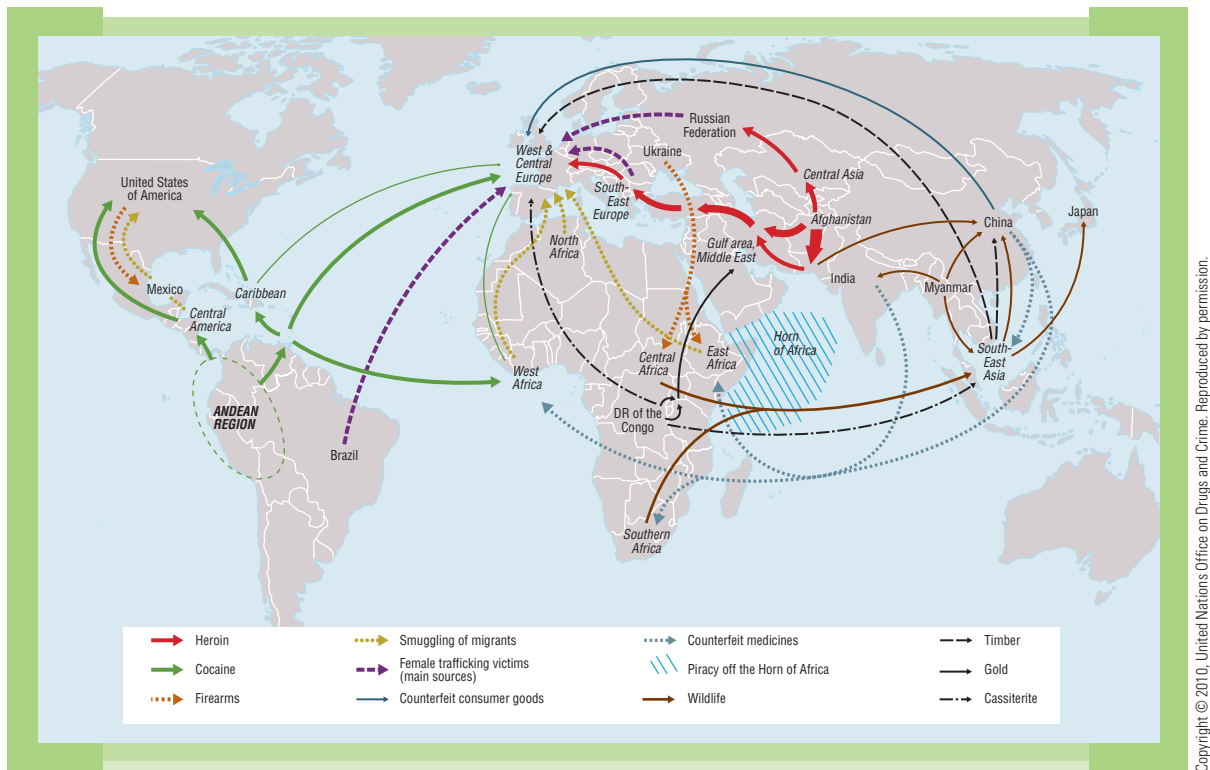 Russian
Federation
West &
Central
Europe
Ukraine
United States
of America
Central Asia
South-
East
Europe
Afghanistan
Japan
China
North
Africa
Gulf area,
Middle East
India
Myanmar
Mexico
Caribbean
Central
America
Horn
of Africa
Central
Africa
East
Africa
South-
East
Asia
West
Africa
ANDEAN
REGION
DR of the
Congo
Brazil
Southern
Africa
Heroin
Cocaine
Firearms
Smuggling of migrants
Female trafficking victims
(main sources)
Counterfeit consumer goods
Counterfeit medicines
Piracy off the Horn of Africa
Wildlife
Timber
Gold
Cassiterite
Copyright © 2010, United Nations Office on Drugs and Crime. Reproduced by permission.